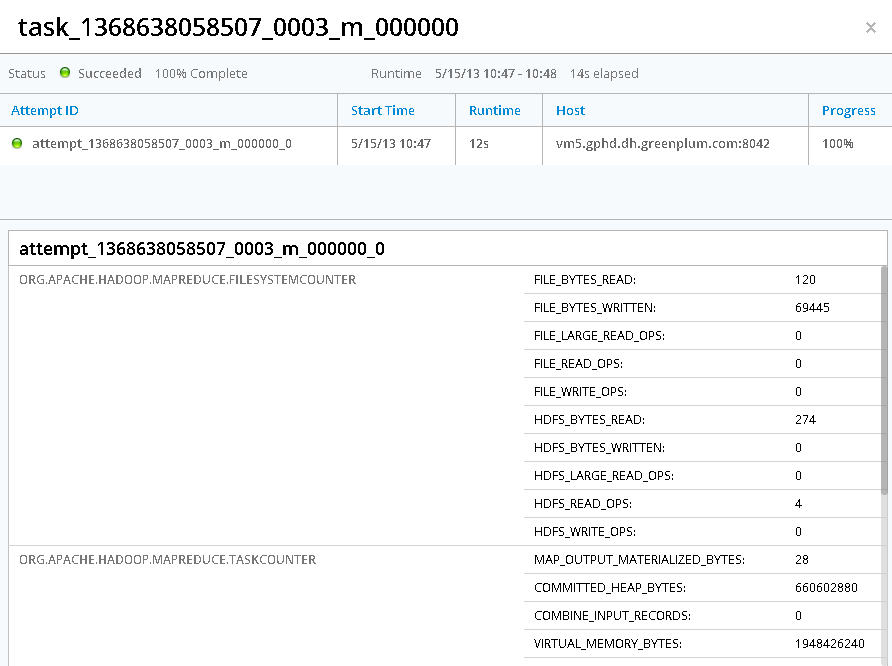 task_1368638058507_0003_m_000000
Status Succeeded 100% Complete Runtime 5/15/13 10:47 - 10:48 14s elapsed
Attempt ID Start Time Runtime Host Progress
attempt_1368638058507_0003_m_000000_0 5/15/13 10:47 12s vm5.gphd.dh.greenplum.com:8042 100%
attempt_1368638058507_0003_m_000000_0
ORG.APACHE.HADOOP.MAPREDUCE.FILESYSTEMCOUNTER FILE_BYTES_READ: 120
FILE_BYTES_WRITTEN: 69445
FILE_LARGE_READ_OPS: 0
FILE_READ_OPS: 0
FILE_WRITE_OPS: 0
HDFS_BYTES_READ: 274
HDFS_BYTES_WRITTEN: 0
HDFS_LARGE_READ_OPS: 0
HDFS_READ_OPS: 4
HDFS_WRITE_OPS: 0
ORG.APACHE.HADOOP.MAPREDUCE.TASKCOUNTER MAP_OUTPUT_MATERIALIZED_BYTES: 28
COMMITTED_HEAP_BYTES: 660602880
COMBINE_INPUT_RECORDS: 0
VIRTUAL_MEMORY_BYTES: 1948426240